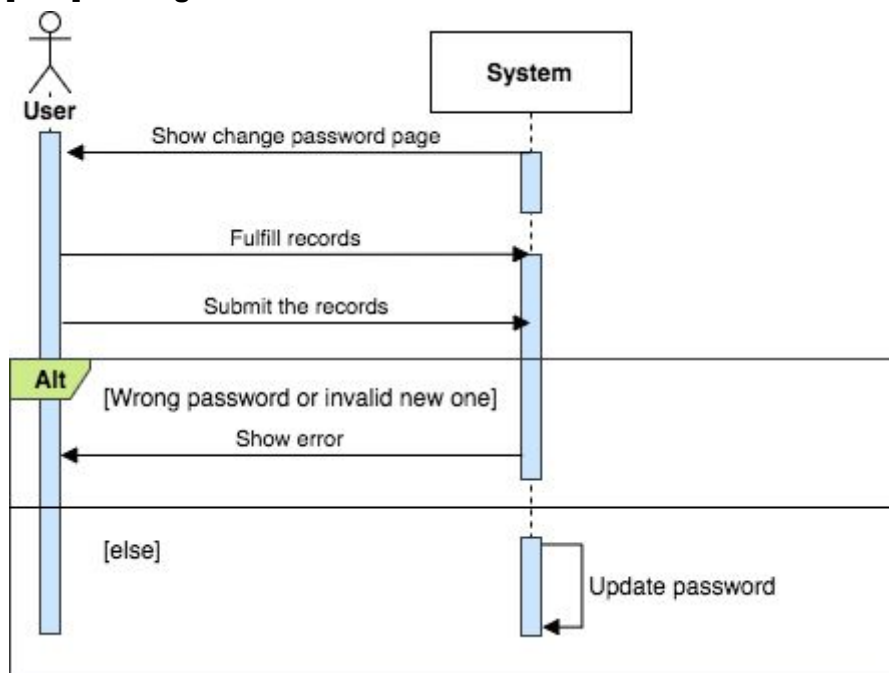 System
User
Show change password page
Fulfill records
Submit the records
Alt
[Wrong password or invalid new one]
Show error
[else]
Update password